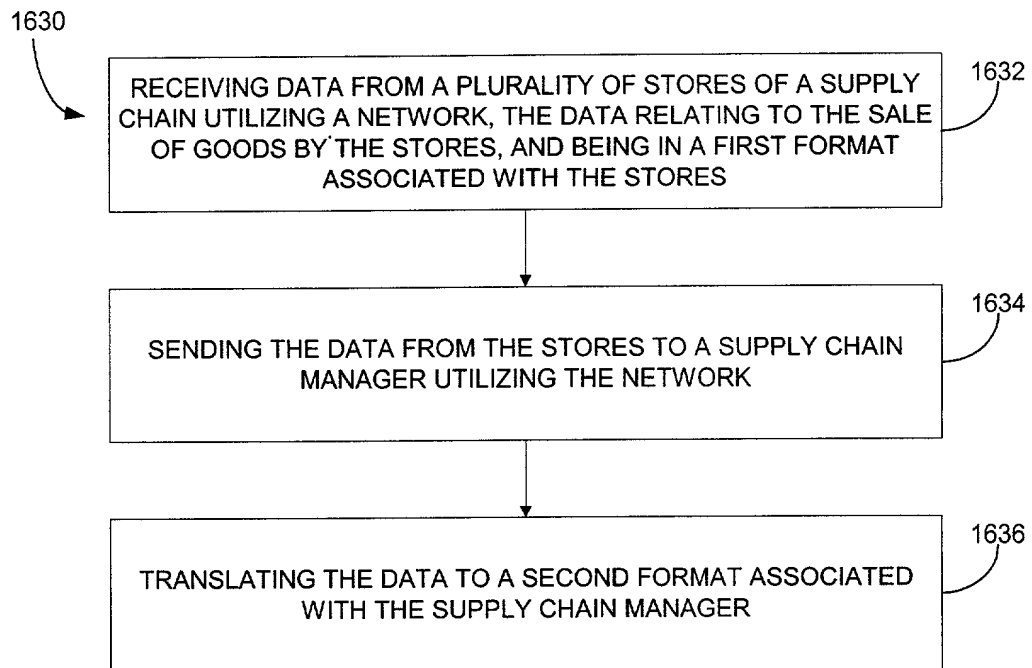 1630
RECEIVING DATA FROM A PLURALITY OF STORES OF A SUPPLY
CHAIN UTILIZING A NETWORK, THE DATA RELATING TO THE SALE
OF GOODS BY THE STORES, AND BEING IN A FIRST FORMAT
ASSOCIATED WITH THE STORES
1632
SENDING THE DATA FROM THE STORES TO A SUPPLY CHAIN
MANAGER UTILIZING THE NETWORK
1634
TRANSLATING THE DATA TO A SECOND FORMAT ASSOCIATED
WITH THE SUPPLY CHAIN MANAGER
1636